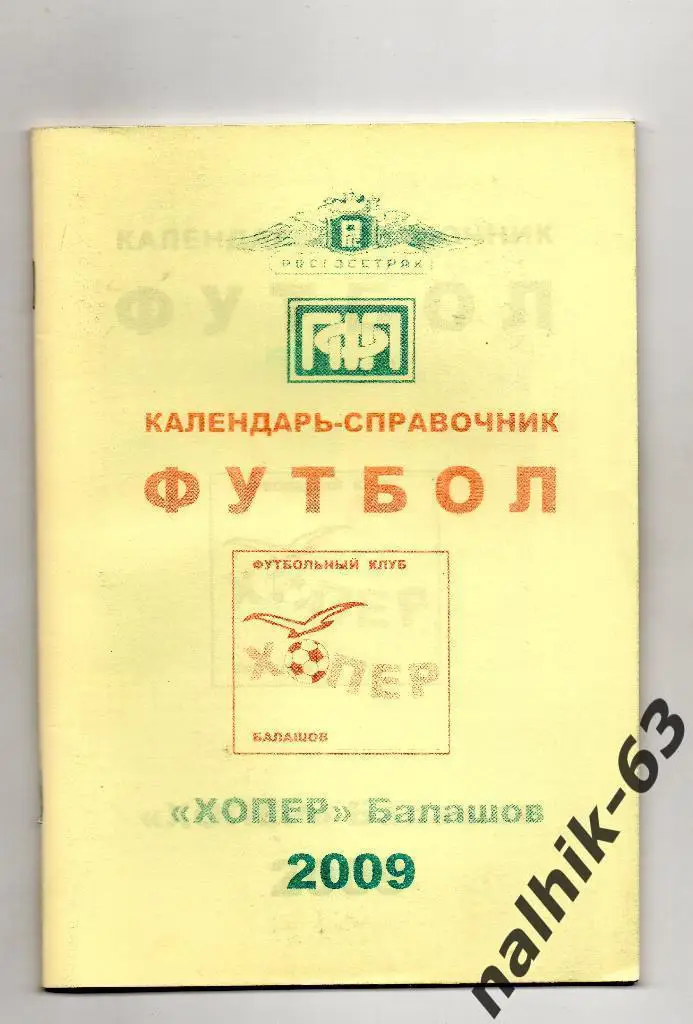 РОСГОССТРАХ
КАЛЕНДАРЬ-СПРАВОЧНИК
ФУТБОЛ
ФУТБОЛЬНЫЙ КЛУБ
ХОПЕР
БАЛАШОВ
«ХОПЕР» Балашов
2009
nalhik-63